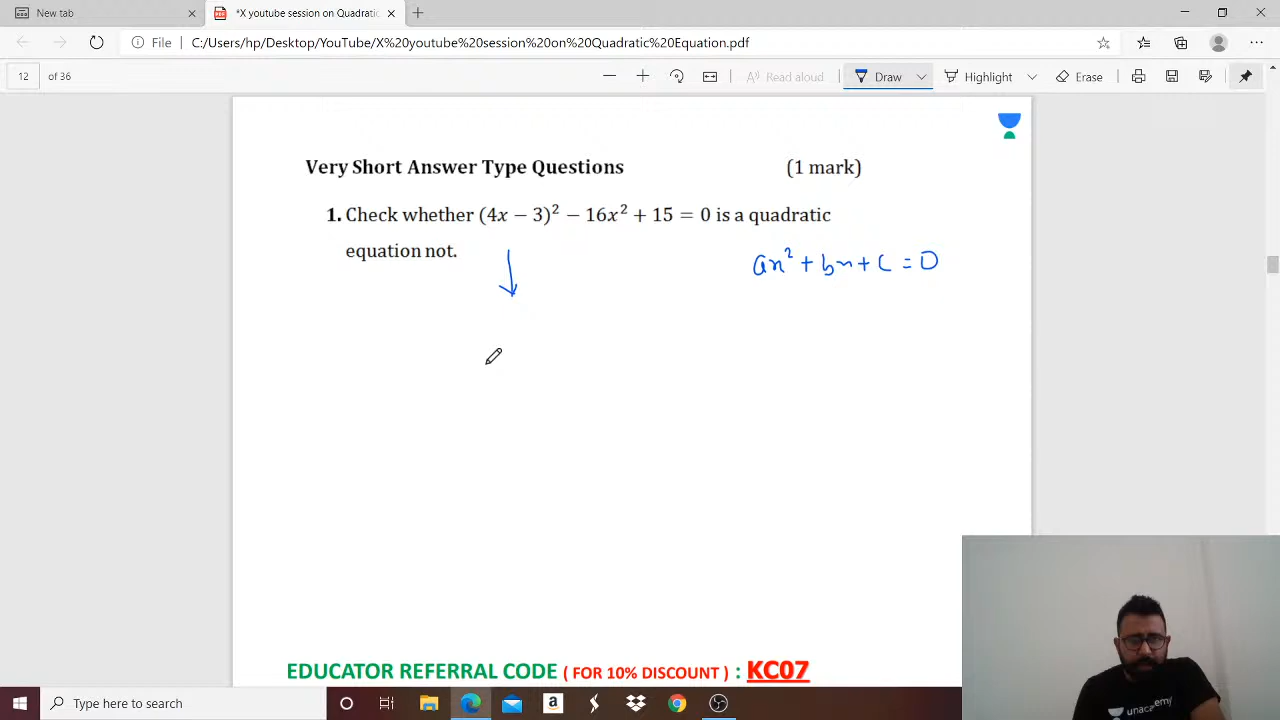 New tab
*X youtube session on Quadratic
File
C:/Users/hp/Desktop/YouTube/X%20youtube%20session%20on%20Quadratic%20Equation.pdf
12 of 36
Read aloud
Draw
Highlight
Erase
Very Short Answer Type Questions (1 mark)
1. Check whether (4x − 3)² − 16x² + 15 = 0 is a quadratic
equation not.
ax² + bx + c = 0
EDUCATOR REFERRAL CODE ( FOR 10% DISCOUNT ) : KC07
unacademy
Type here to search